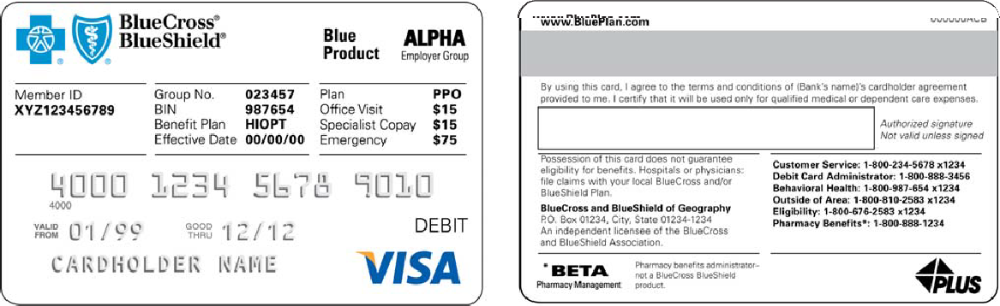 BlueCross®
BlueShield®
® ®
Blue
Product
ALPHA
Employer Group
Member ID
XYZ123456789
Group No. 023457
BIN 987654
Benefit Plan HIOPT
Effective Date 00/00/00
Plan PPO
Office Visit $15
Specialist Copay $15
Emergency $75
4000 1234 5678 9010
4000
VALID FROM 01/99 GOOD THRU 12/12
DEBIT
CARDHOLDER NAME
VISA
www.BluePlan.com
By using this card, I agree to the terms and conditions of (Bank's name)'s cardholder agreement
provided to me. I certify that it will be used only for qualified medical or dependent care expenses.
Authorized signature
Not valid unless signed
Possession of this card does not guarantee
eligibility for benefits. Hospitals or physicians:
file claims with your local BlueCross and/or
BlueShield Plan.
BlueCross and BlueShield of Geography
P.O. Box 01234, City, State 01234-1234
An independent licensee of the BlueCross
and BlueShield Association.
Customer Service: 1-800-234-5678 x1234
Debit Card Administrator: 1-800-888-3456
Behavioral Health: 1-800-987-654 x1234
Outside of Area: 1-800-810-2583 x1234
Eligibility: 1-800-676-2583 x1234
Pharmacy Benefits*: 1-800-888-1234
* BETA
Pharmacy Management
Pharmacy benefits administrator–
not a BlueCross BlueShield
product.
PLUS